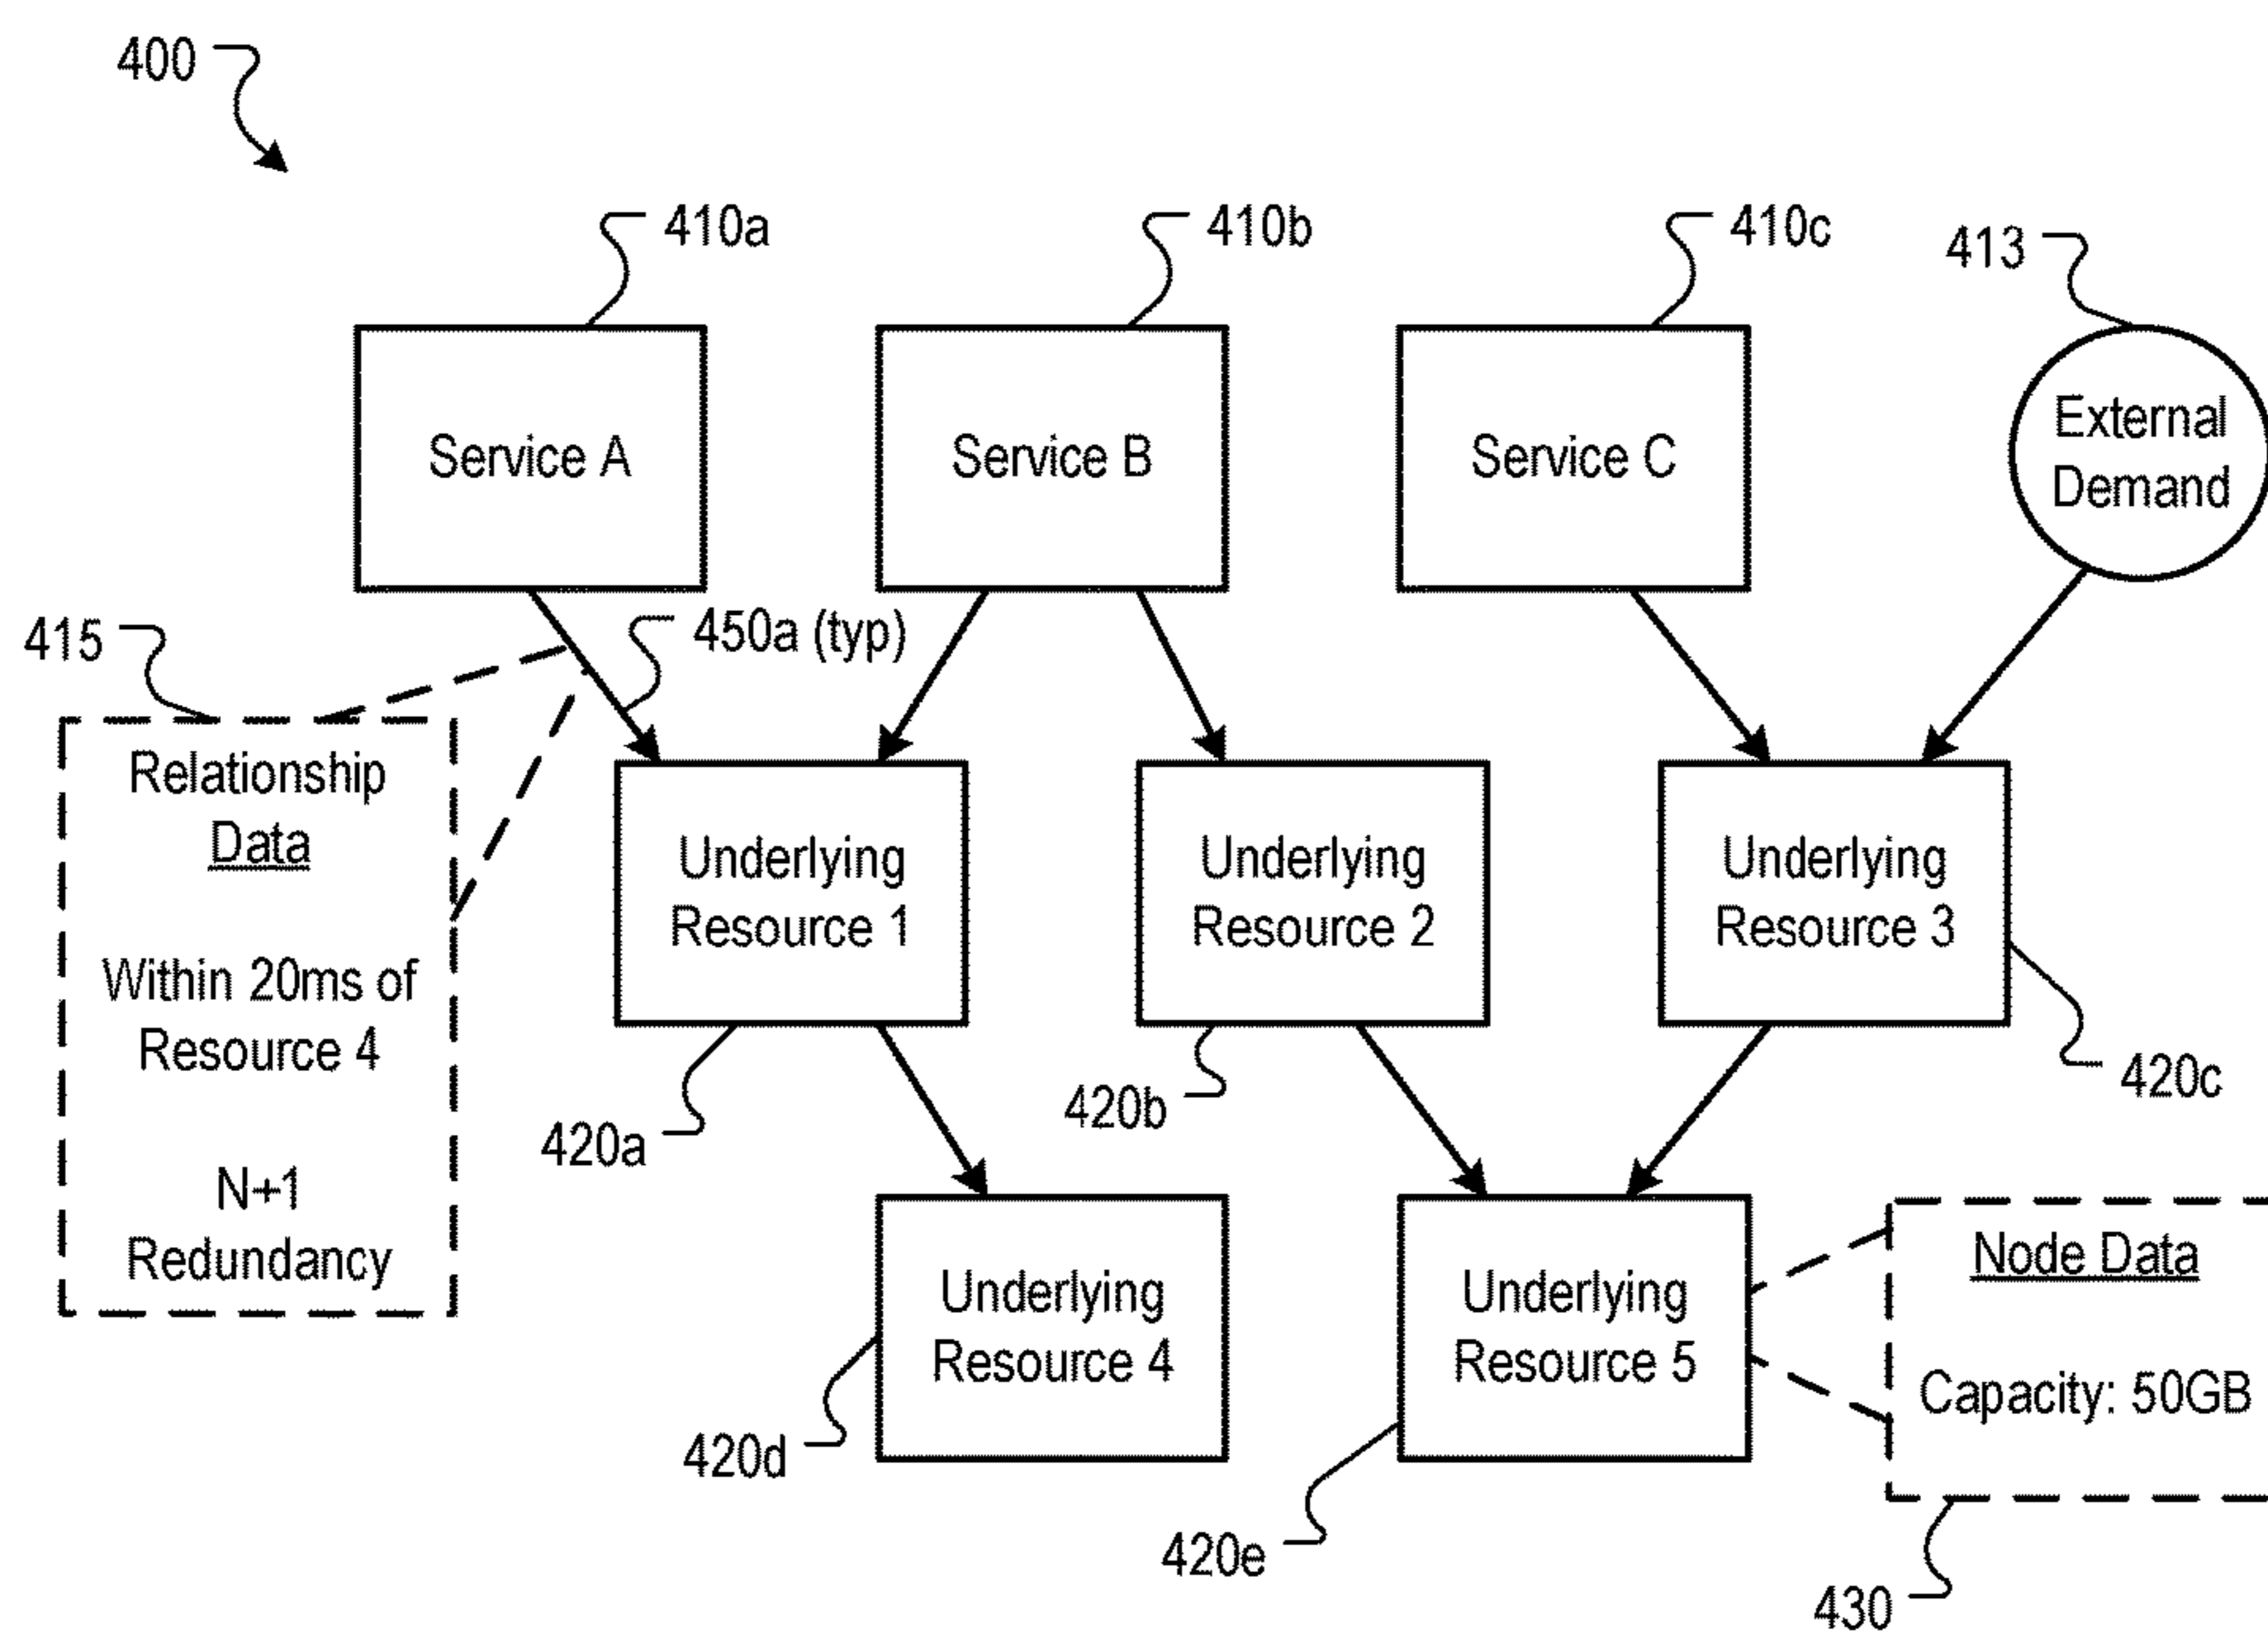 400
410a
410b
410c
413
Service A
Service B
Service C
External
Demand
415
450a (typ)
Relationship
Data
Within 20ms of
Resource 4
N+1
Redundancy
Underlying
Resource 1
Underlying
Resource 2
Underlying
Resource 3
420a
420b
420c
Underlying
Resource 4
Underlying
Resource 5
Node Data
Capacity: 50GB
420d
420e
430